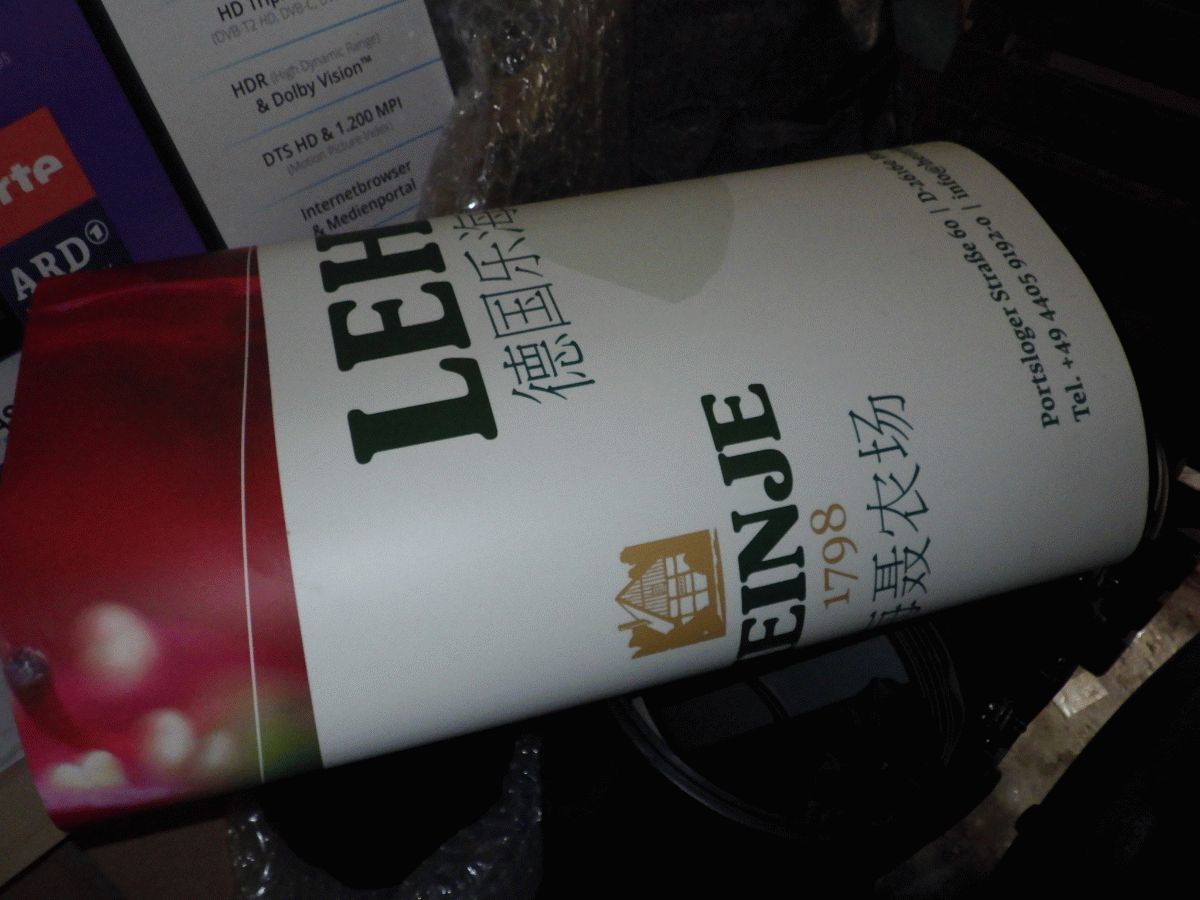 HD
(DVB-T2 HD, DVB-C,
HDR (High Dynamic Range)
& Dolby Vision™
DTS HD & 1.200 MPI
(Motion Picture Index)
Internetbrowser
& Medienportal
rte
ARD
LEH
德国乐海
EINJE
1798
聂农场
Portsloger Straße 60 | D-26160
Tel. +49 4405 9192-0 |